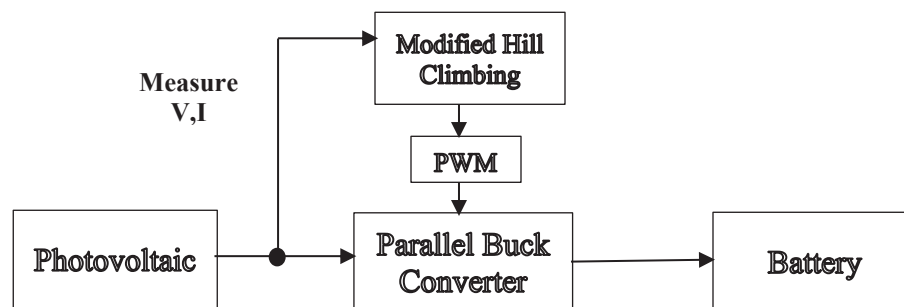 Modified Hill
Climbing
Measure
V,I
PWM
Photovoltaic
Parallel Buck
Converter
Battery